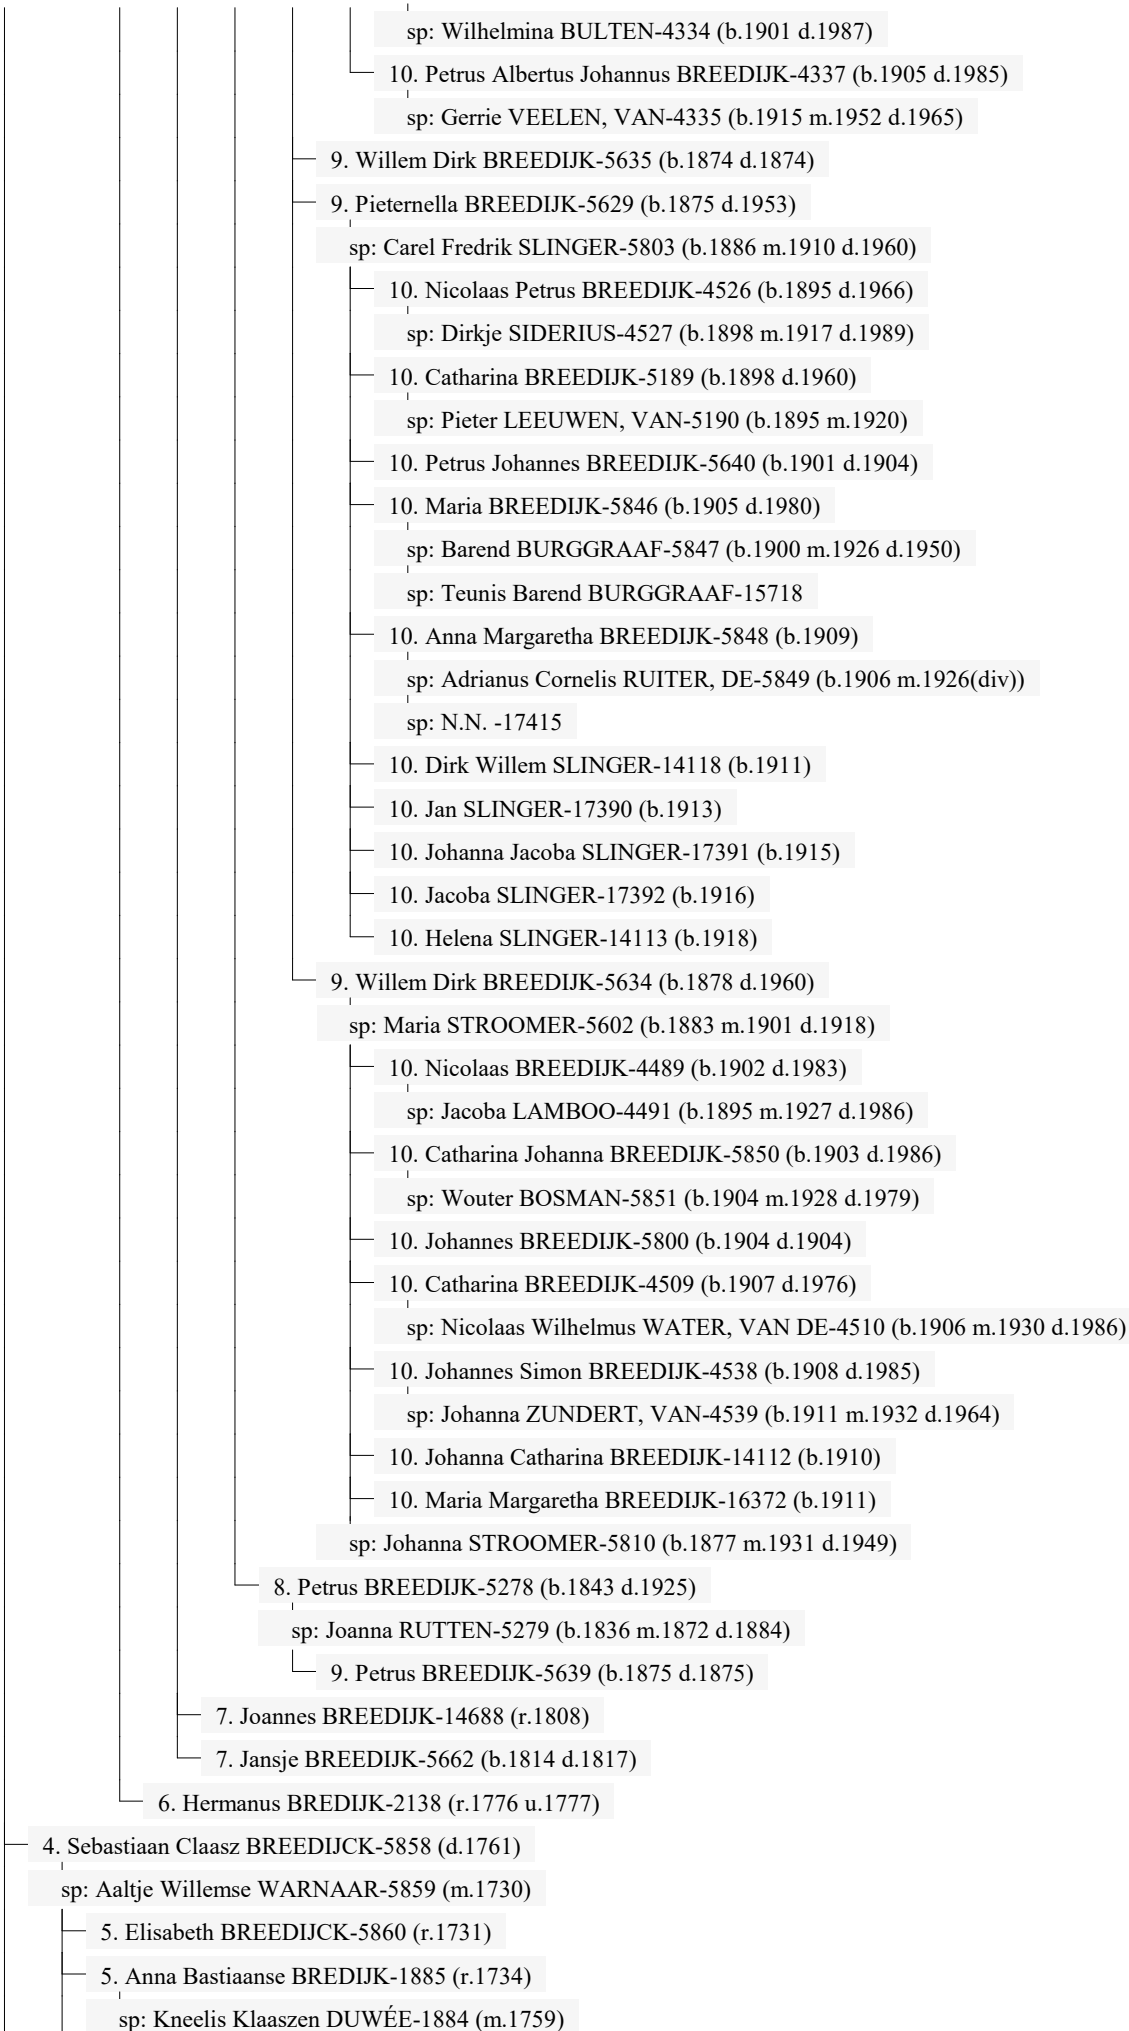 sp: Wilhelmina BULTEN-4334 (b.1901 d.1987)
10. Petrus Albertus Johannus BREEDIJK-4337 (b.1905 d.1985)
sp: Gerrie VEELEN, VAN-4335 (b.1915 m.1952 d.1965)
9. Willem Dirk BREEDIJK-5635 (b.1874 d.1874)
9. Pieternella BREEDIJK-5629 (b.1875 d.1953)
sp: Carel Fredrik SLINGER-5803 (b.1886 m.1910 d.1960)
10. Nicolaas Petrus BREEDIJK-4526 (b.1895 d.1966)
sp: Dirkje SIDERIUS-4527 (b.1898 m.1917 d.1989)
10. Catharina BREEDIJK-5189 (b.1898 d.1960)
sp: Pieter LEEUWEN, VAN-5190 (b.1895 m.1920)
10. Petrus Johannes BREEDIJK-5640 (b.1901 d.1904)
10. Maria BREEDIJK-5846 (b.1905 d.1980)
sp: Barend BURGGRAAF-5847 (b.1900 m.1926 d.1950)
sp: Teunis Barend BURGGRAAF-15718
10. Anna Margaretha BREEDIJK-5848 (b.1909)
sp: Adrianus Cornelis RUITER, DE-5849 (b.1906 m.1926(div))
sp: N.N. -17415
10. Dirk Willem SLINGER-14118 (b.1911)
10. Jan SLINGER-17390 (b.1913)
10. Johanna Jacoba SLINGER-17391 (b.1915)
10. Jacoba SLINGER-17392 (b.1916)
10. Helena SLINGER-14113 (b.1918)
9. Willem Dirk BREEDIJK-5634 (b.1878 d.1960)
sp: Maria STROOMER-5602 (b.1883 m.1901 d.1918)
10. Nicolaas BREEDIJK-4489 (b.1902 d.1983)
sp: Jacoba LAMBOO-4491 (b.1895 m.1927 d.1986)
10. Catharina Johanna BREEDIJK-5850 (b.1903 d.1986)
sp: Wouter BOSMAN-5851 (b.1904 m.1928 d.1979)
10. Johannes BREEDIJK-5800 (b.1904 d.1904)
10. Catharina BREEDIJK-4509 (b.1907 d.1976)
sp: Nicolaas Wilhelmus WATER, VAN DE-4510 (b.1906 m.1930 d.1986)
10. Johannes Simon BREEDIJK-4538 (b.1908 d.1985)
sp: Johanna ZUNDERT, VAN-4539 (b.1911 m.1932 d.1964)
10. Johanna Catharina BREEDIJK-14112 (b.1910)
10. Maria Margaretha BREEDIJK-16372 (b.1911)
sp: Johanna STROOMER-5810 (b.1877 m.1931 d.1949)
8. Petrus BREEDIJK-5278 (b.1843 d.1925)
sp: Joanna RUTTEN-5279 (b.1836 m.1872 d.1884)
9. Petrus BREEDIJK-5639 (b.1875 d.1875)
7. Joannes BREEDIJK-14688 (r.1808)
7. Jansje BREEDIJK-5662 (b.1814 d.1817)
6. Hermanus BREDIJK-2138 (r.1776 u.1777)
4. Sebastiaan Claasz BREEDIJCK-5858 (d.1761)
sp: Aaltje Willemse WARNAAR-5859 (m.1730)
5. Elisabeth BREEDIJCK-5860 (r.1731)
5. Anna Bastiaanse BREDIJK-1885 (r.1734)
sp: Kneelis Klaaszen DUWÉE-1884 (m.1759)